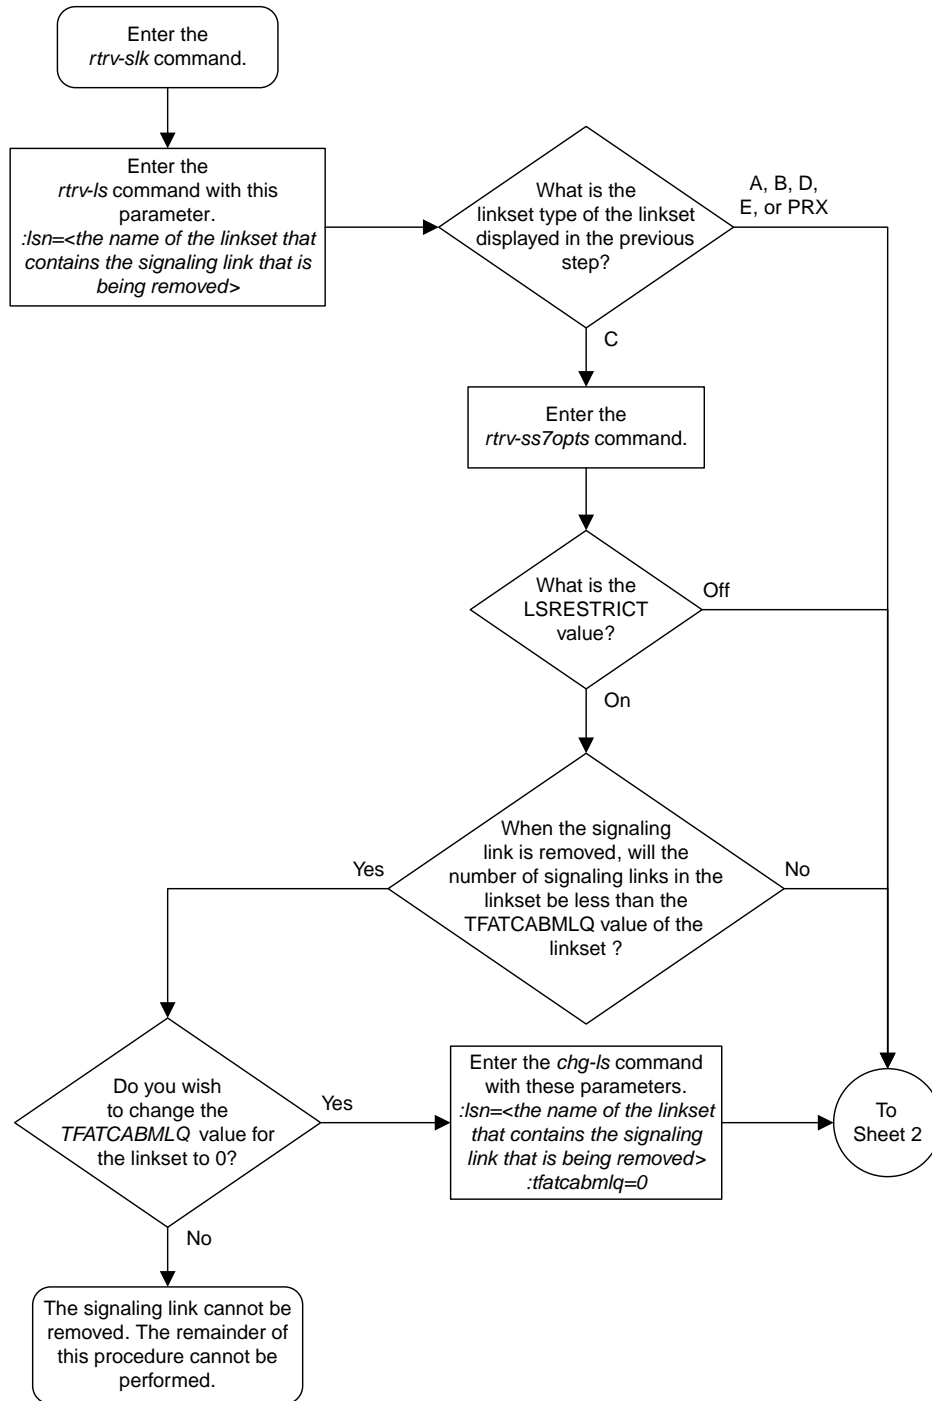 Enter the
rtrv-slk command.
Enter the
rtrv-ls command with this
parameter.
:lsn=<the name of the linkset that
contains the signaling link that is
being removed>
What is the
linkset type of the linkset
displayed in the previous
step?
A, B, D,
E, or PRX
C
Enter the
rtrv-ss7opts command.
What is the
LSRESTRICT
value?
Off
On
When the signaling
link is removed, will the
number of signaling links in the
linkset be less than the
TFATCABMLQ value of the
linkset ?
Yes
No
Do you wish
to change the
TFATCABMLQ value for
the linkset to 0?
Yes
No
Enter the chg-ls command
with these parameters.
:lsn=<the name of the linkset
that contains the signaling
link that is being removed>
:tfatcabmlq=0
To
Sheet 2
The signaling link cannot be
removed. The remainder of
this procedure cannot be
performed.